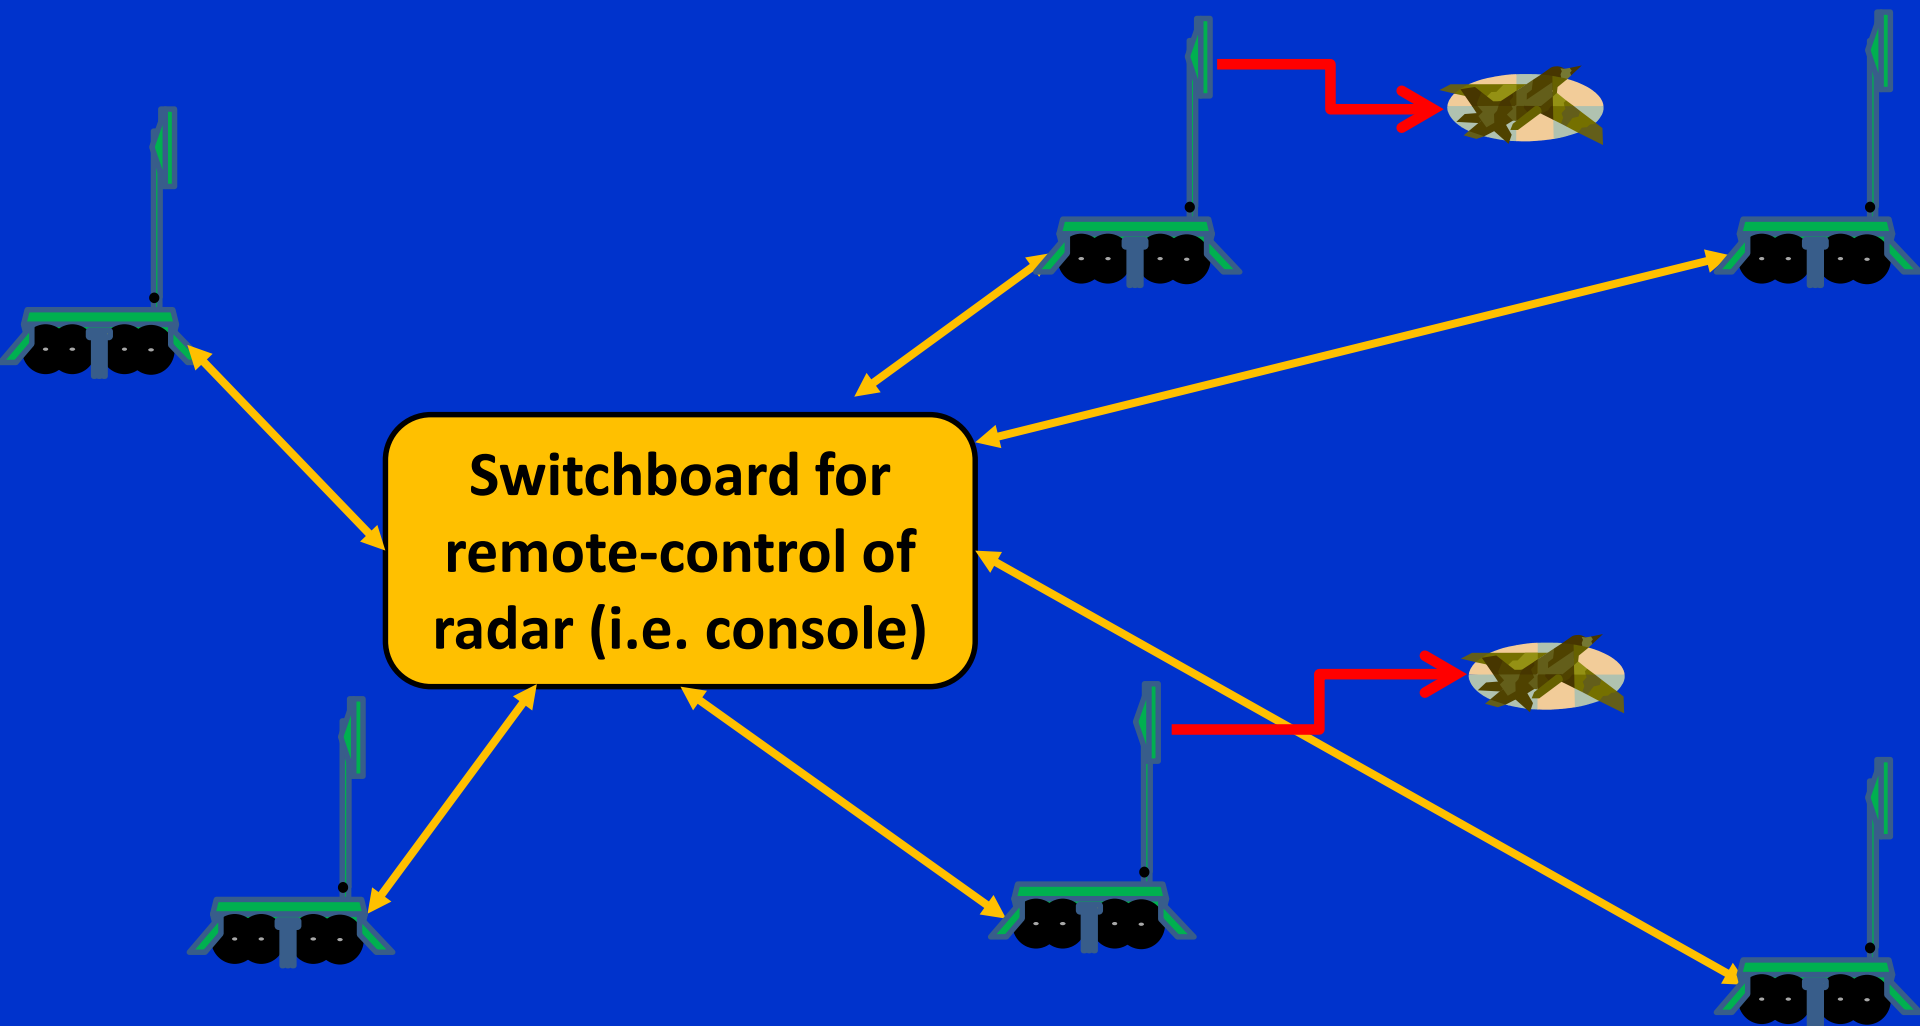 Switchboard for
remote-control of
radar (i.e. console)